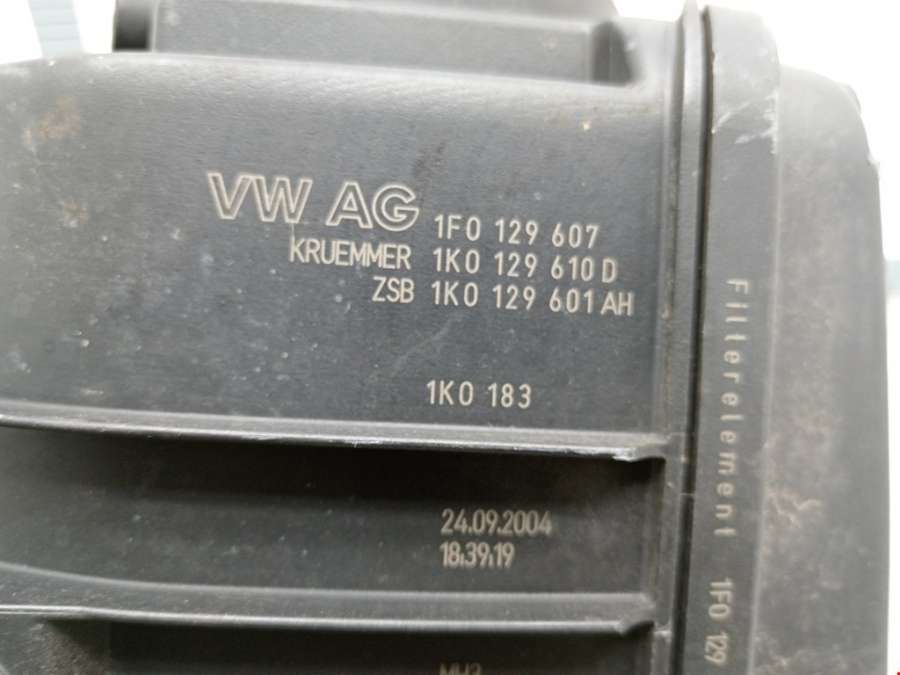 VW AG 1F0 129 607
KRUEMMER 1K0 129 610 D
ZSB 1K0 129 601 AH
1K0 183
24.09.2004
18:39:19
Filterelement 1F0 129